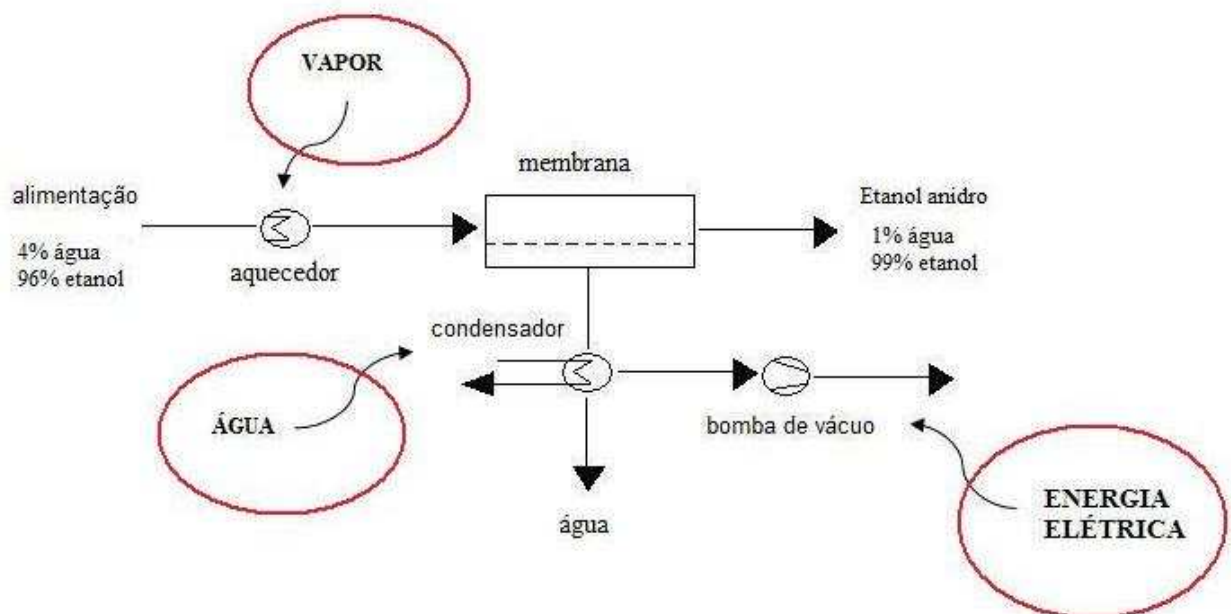 VAPOR
membrana
alimentação
4% água
96% etanol
aquecedor
Etanol anidro
1% água
99% etanol
condensador
ÁGUA
bomba de vácuo
água
ENERGIA
ELÉTRICA